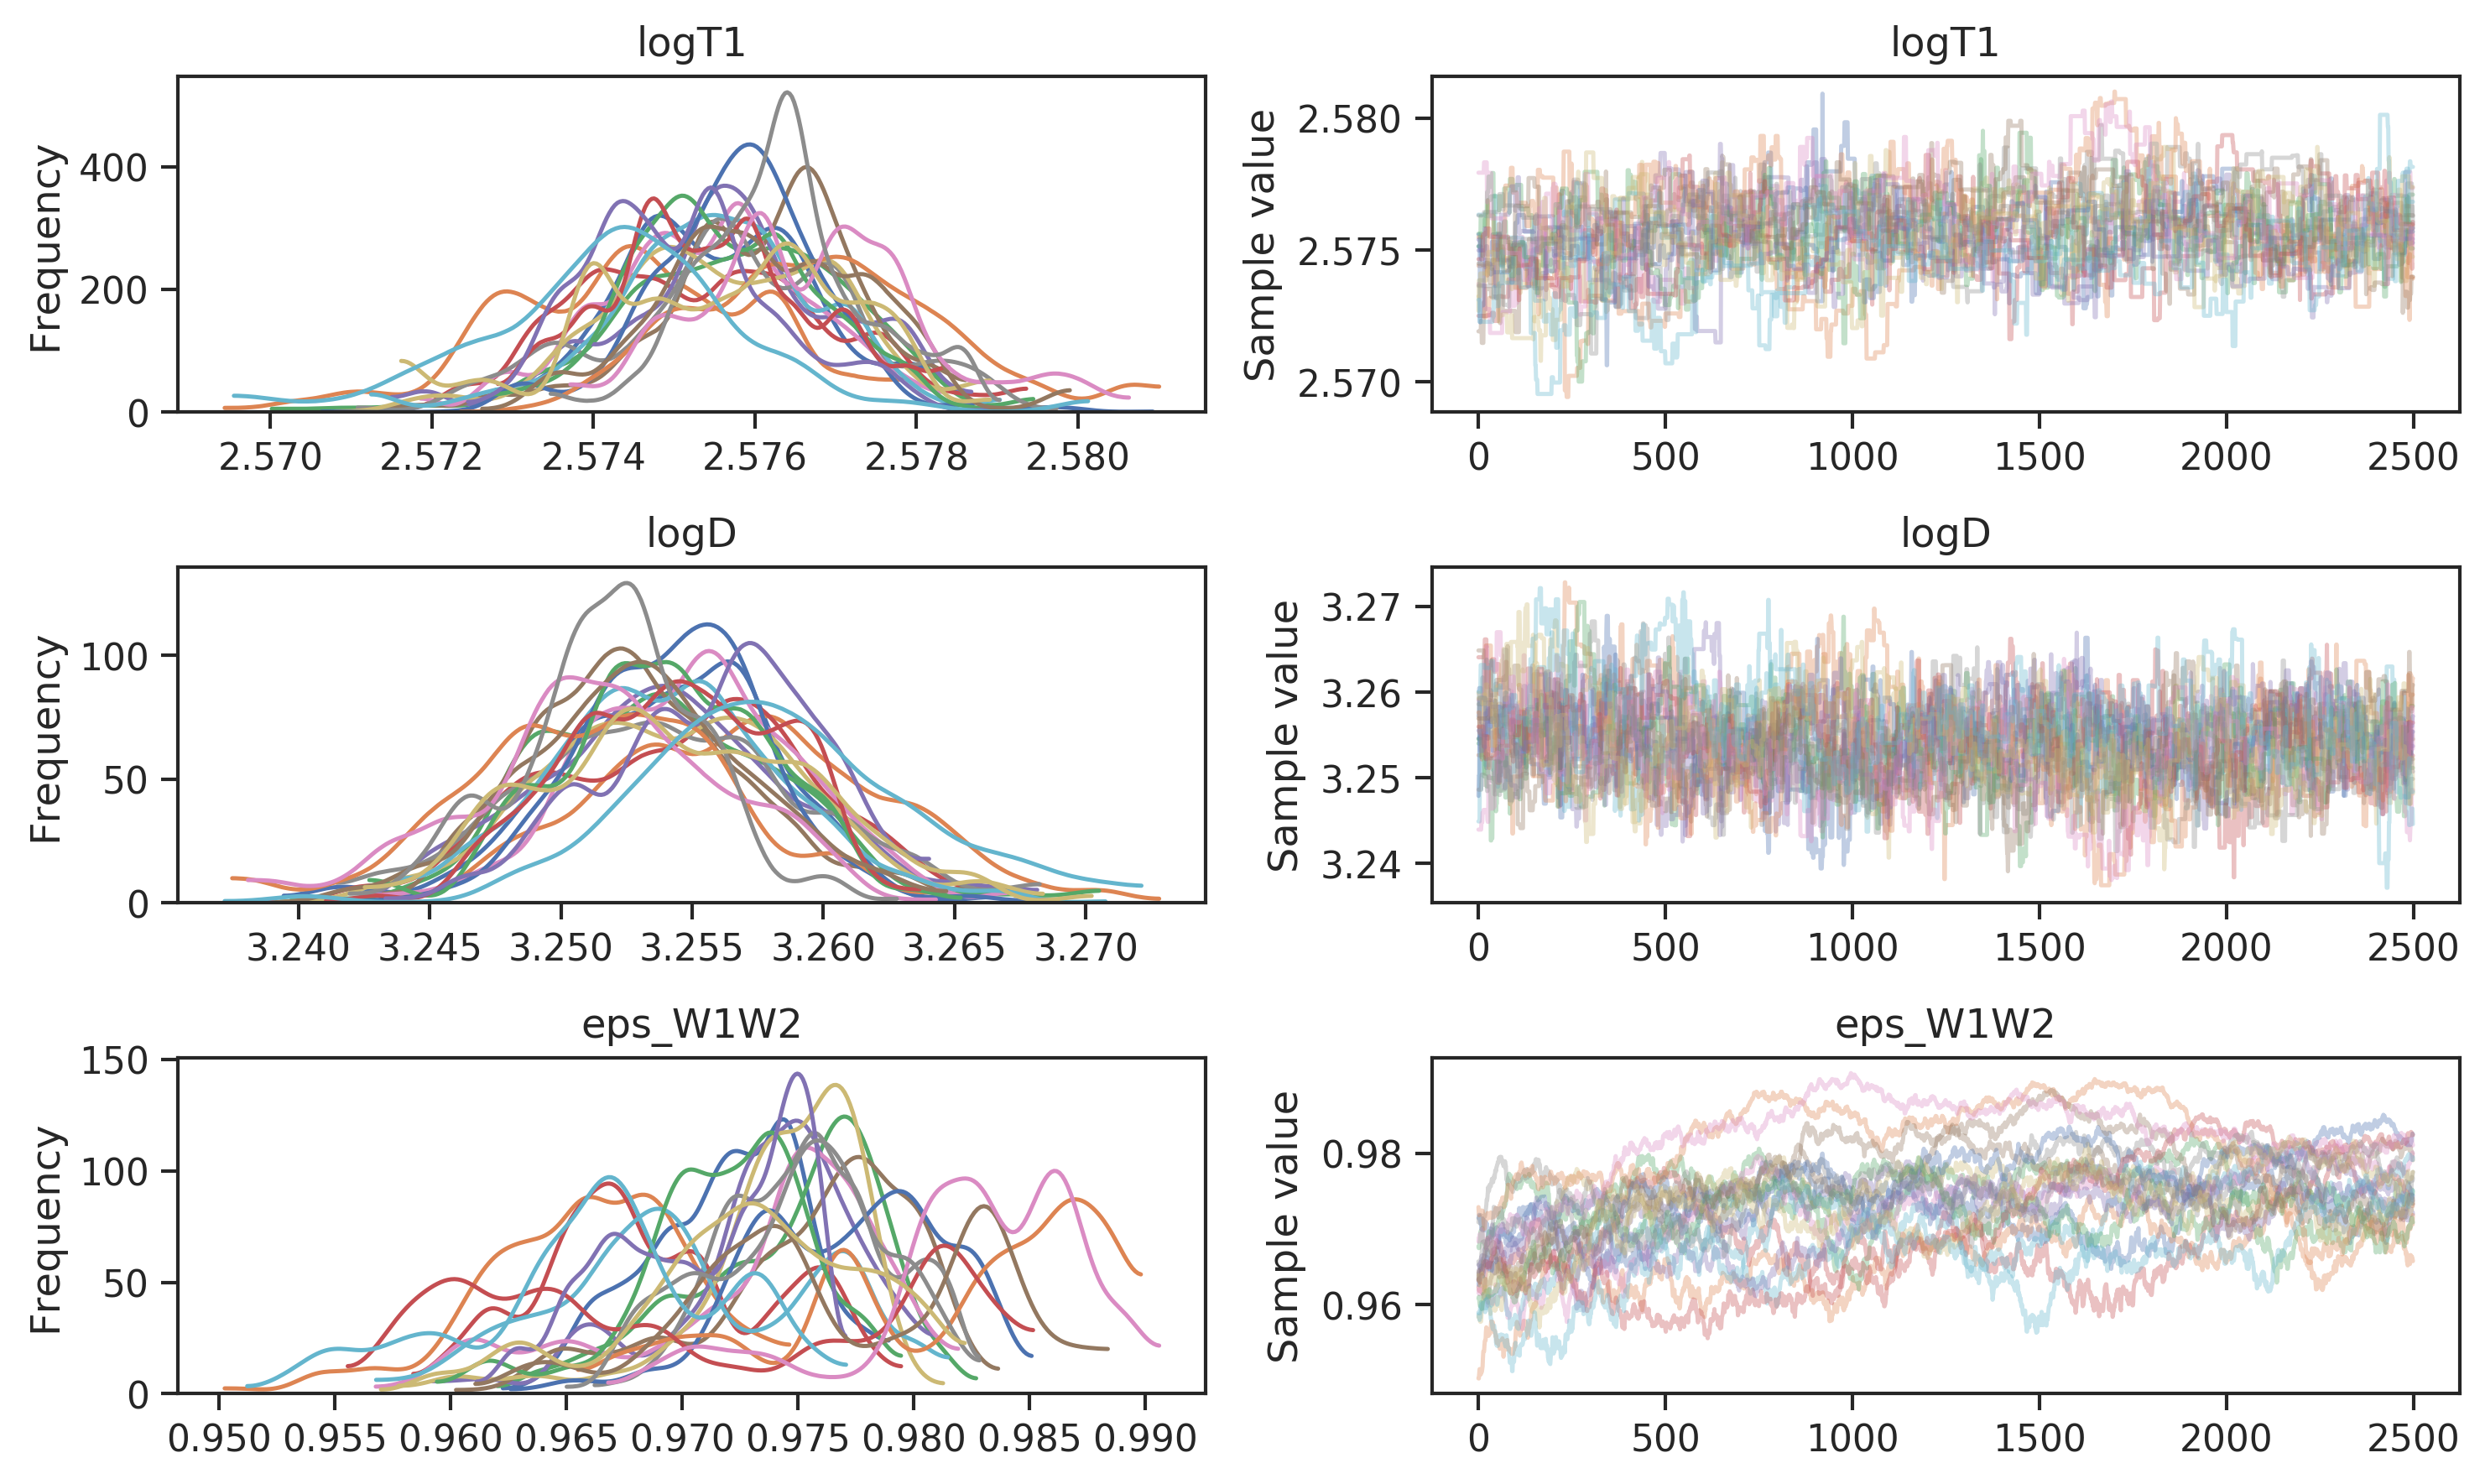 logT1
Frequency
400
200
0
2.570 2.572 2.574 2.576 2.578 2.580
logT1
Sample value
2.580
2.575
2.570
0 500 1000 1500 2000 2500
logD
Frequency
100
50
0
3.240 3.245 3.250 3.255 3.260 3.265 3.270
logD
Sample value
3.27
3.26
3.25
3.24
0 500 1000 1500 2000 2500
eps_W1W2
Frequency
150
100
50
0
0.950 0.955 0.960 0.965 0.970 0.975 0.980 0.985 0.990
eps_W1W2
Sample value
0.98
0.96
0 500 1000 1500 2000 2500